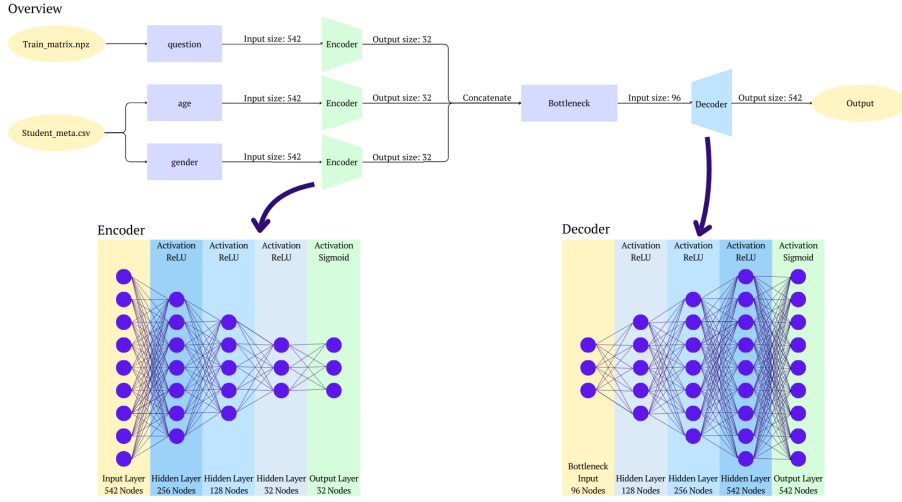 Overview
Train_matrix.npz
question
Input size: 542
Encoder
Output size: 32
Student_meta.csv
age
Input size: 542
Encoder
Output size: 32
gender
Input size: 542
Encoder
Output size: 32
Concatenate
Bottleneck
Input size: 96
Decoder
Output size: 542
Output
Encoder
Activation
ReLU
Activation
ReLU
Activation
ReLU
Activation
Sigmoid
Input Layer
542 Nodes
Hidden Layer
256 Nodes
Hidden Layer
128 Nodes
Hidden Layer
32 Nodes
Output Layer
32 Nodes
Decoder
Activation
ReLU
Activation
ReLU
Activation
ReLU
Activation
Sigmoid
Bottleneck
Input
96 Nodes
Hidden Layer
128 Nodes
Hidden Layer
256 Nodes
Hidden Layer
542 Nodes
Output Layer
542 Nodes